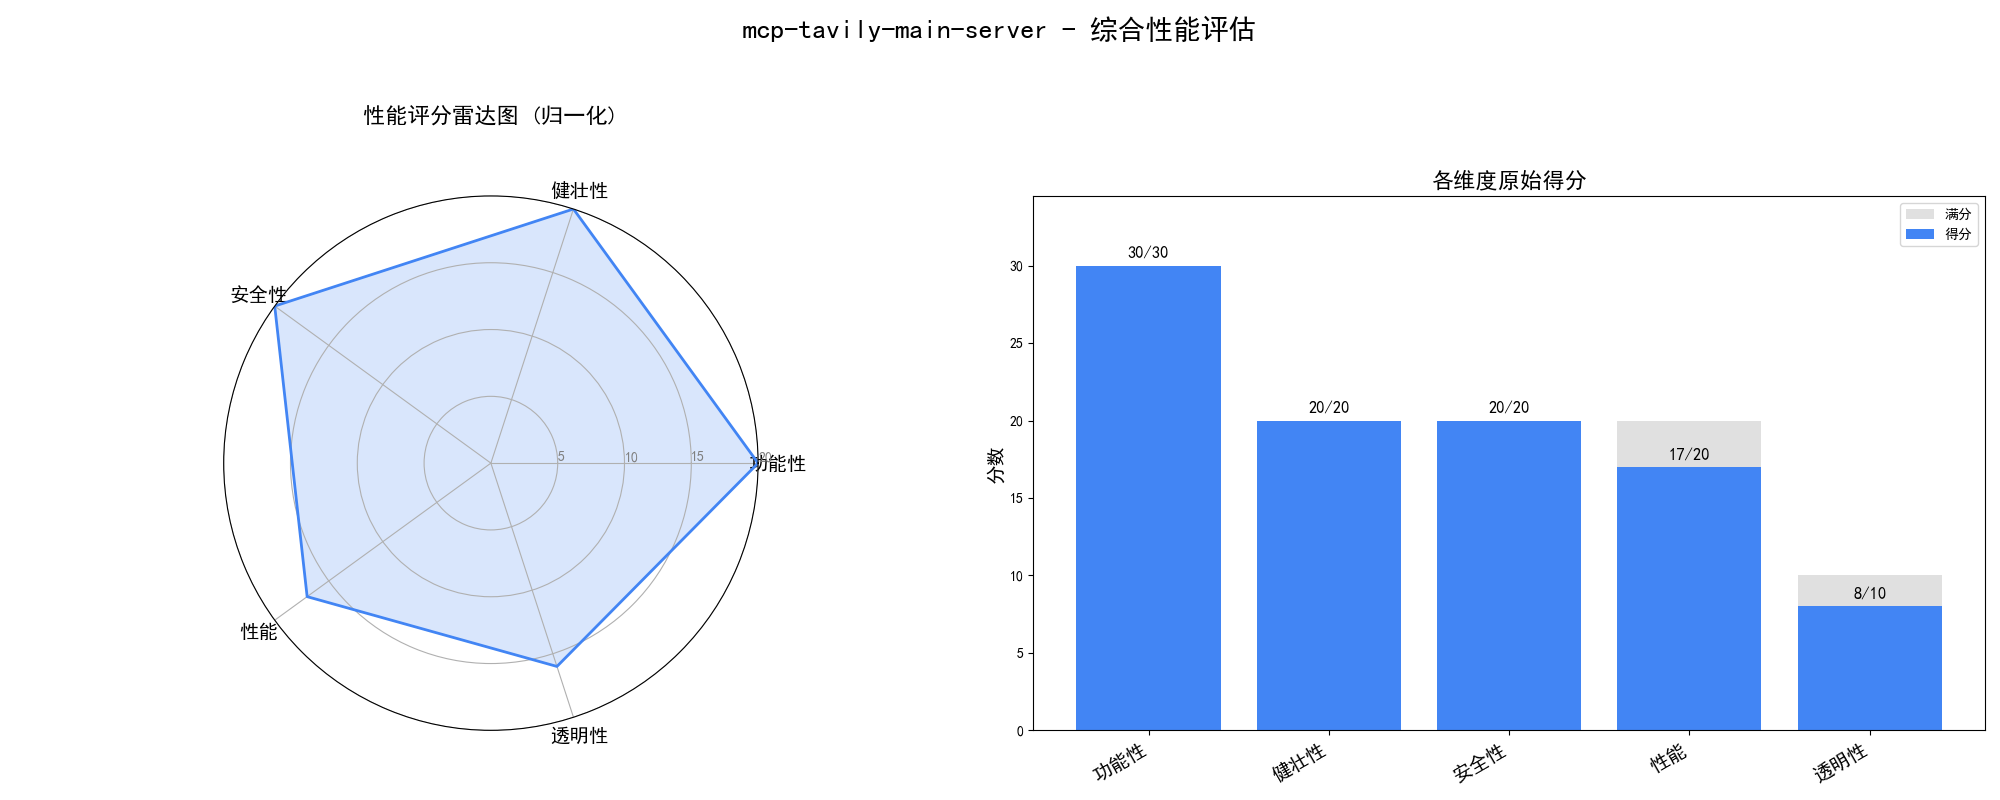 mcp-tavily-main-server - 综合性能评估
性能评分雷达图 (归一化)
健壮性
安全性
功能性
5
10
15
20
性能
透明性
各维度原始得分
满分
得分
30/30
20/20
20/20
17/20
8/10
分数
30
25
20
15
10
5
0
功能性
健壮性
安全性
性能
透明性